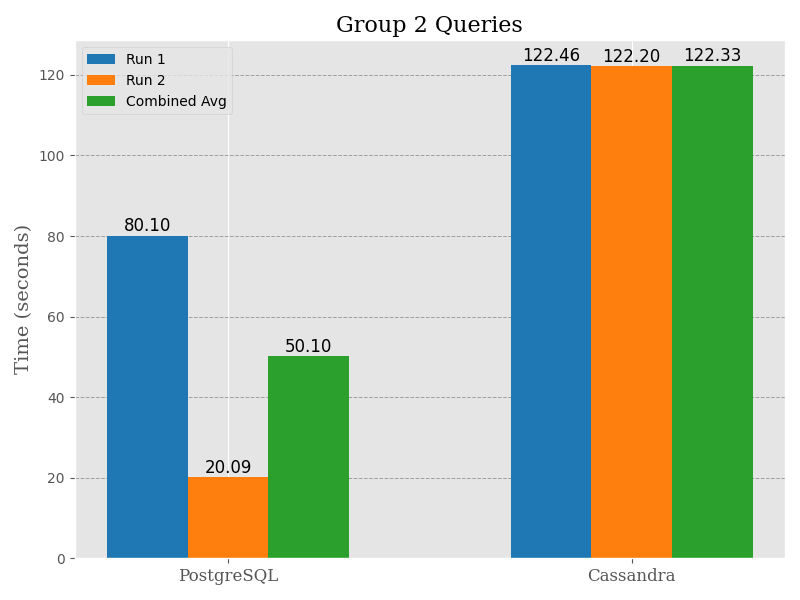 Group 2 Queries
Run 1
Run 2
Combined Avg
122.46
122.20
122.33
80.10
20.09
50.10
Time (seconds)
120
100
80
60
40
20
0
PostgreSQL
Cassandra